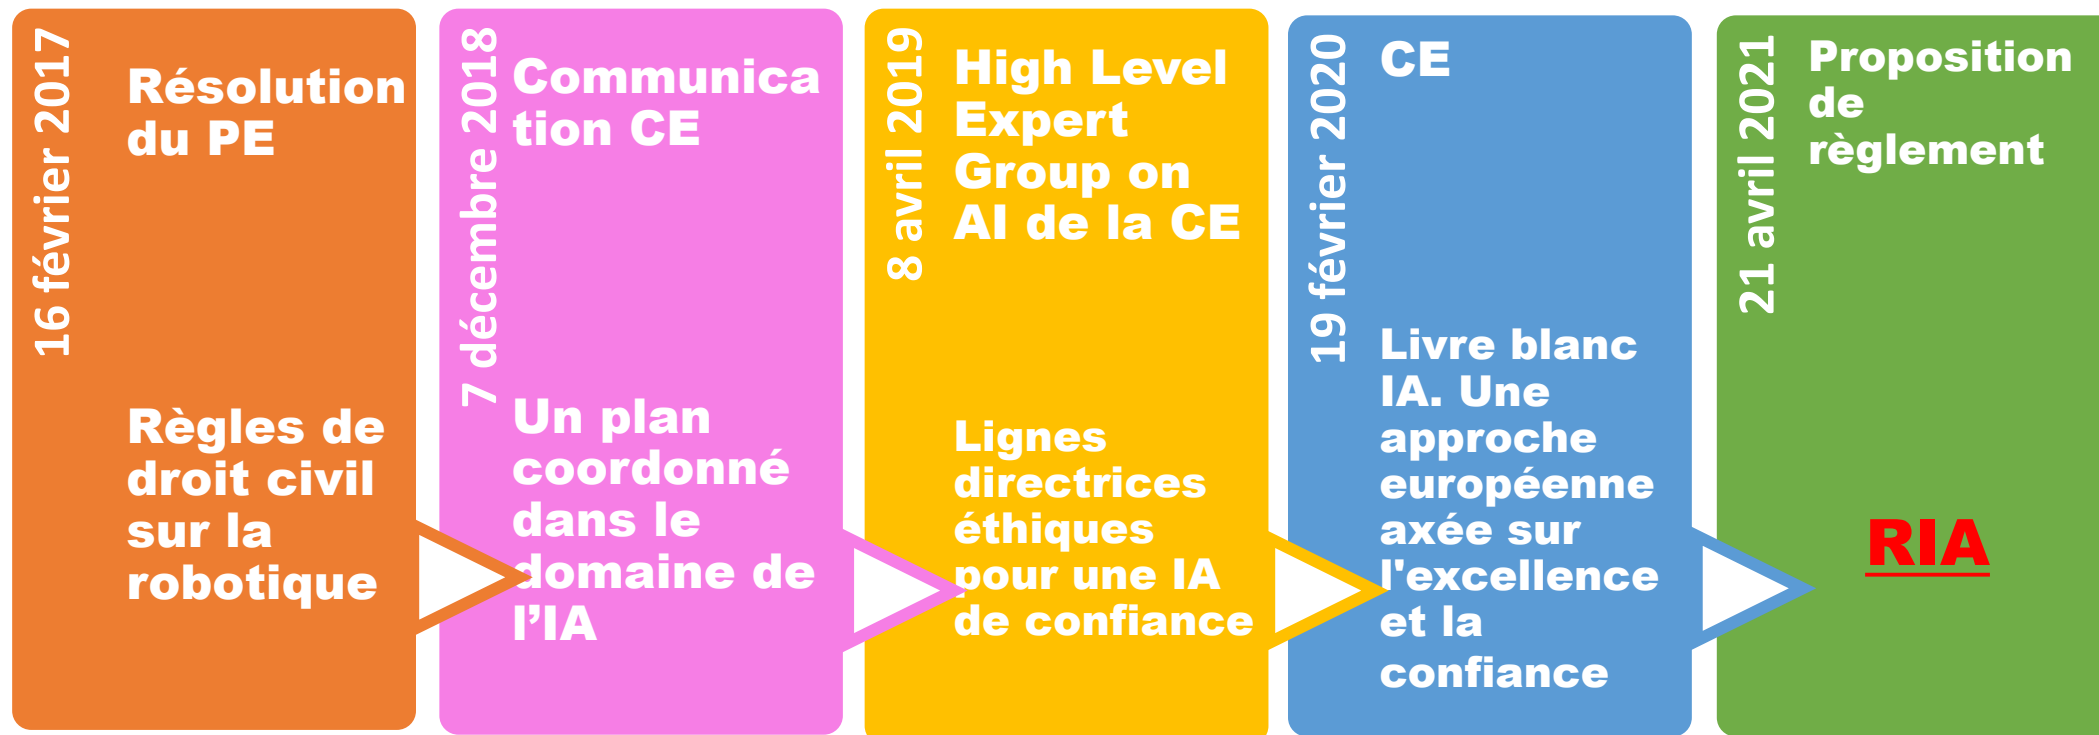 16 février 2017
Résolution
du PE
Règles de
droit civil
sur la
robotique
7 décembre 2018
Communica
tion CE
Un plan
coordonné
dans le
domaine de
l’IA
8 avril 2019
High Level
Expert
Group on
AI de la CE
Lignes
directrices
éthiques
pour une IA
de confiance
19 février 2020
CE
Livre blanc
IA. Une
approche
européenne
axée sur
l'excellence
et la
confiance
21 avril 2021
Proposition
de
règlement
RIA